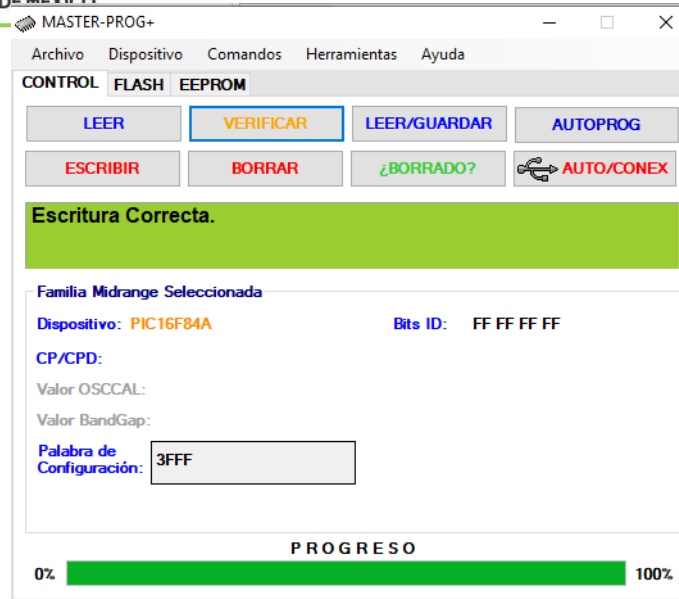 DE MÉXICO
MASTER-PROG+
Archivo Dispositivo Comandos Herramientas Ayuda
CONTROL FLASH EEPROM
LEER VERIFICAR LEER/GUARDAR AUTOPROG
ESCRIBIR BORRAR ¿BORRADO? AUTO/CONEX
Escritura Correcta.
Familia Midrange Seleccionada
Dispositivo: PIC16F84A Bits ID: FF FF FF FF
CP/CPD:
Valor OSCCAL:
Valor BandGap:
Palabra de
Configuración: 3FFF
PROGRESO
0% 100%